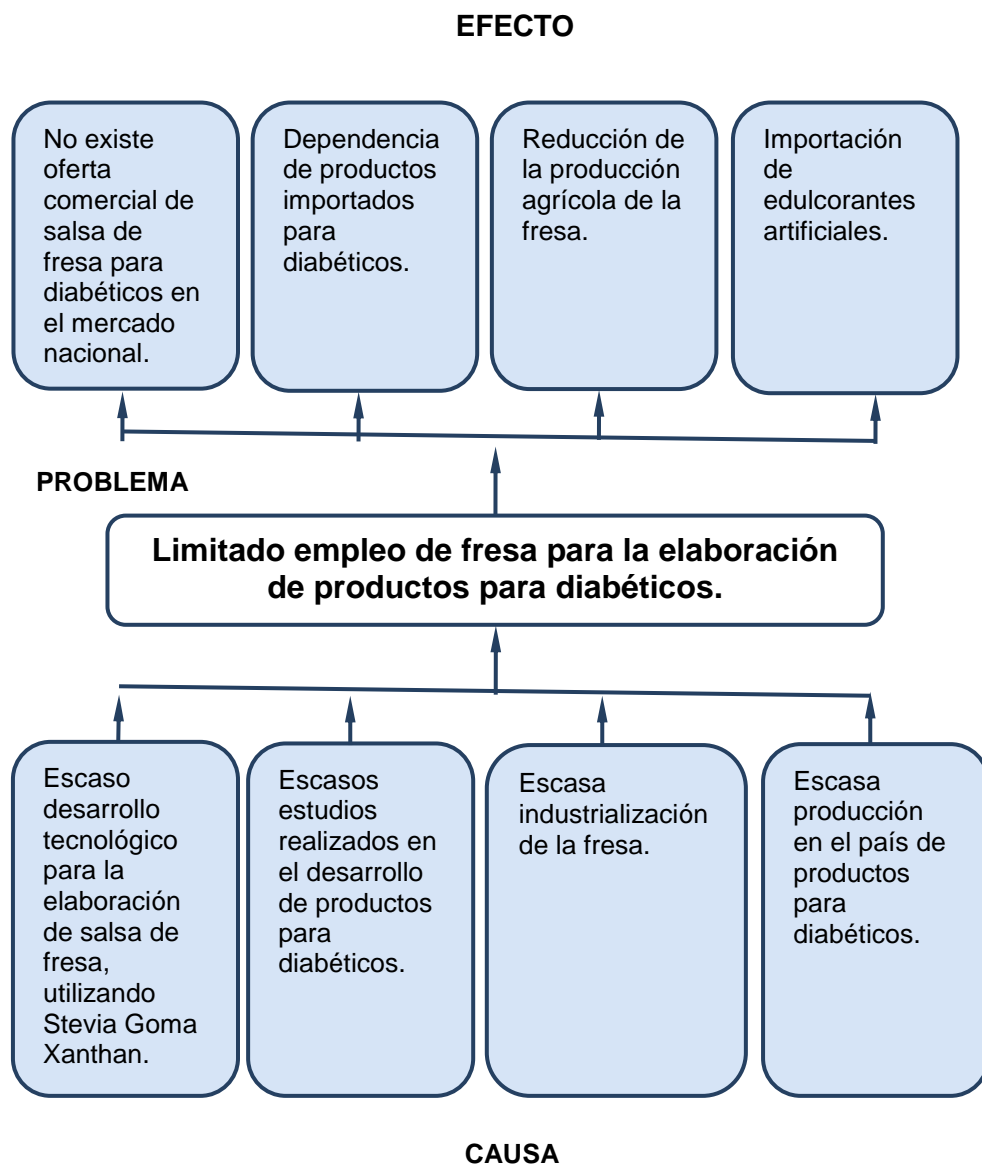 EFECTO
No existe
oferta
comercial de
salsa de
fresa para
diabéticos en
el mercado
nacional.
Dependencia
de productos
importados
para
diabéticos.
Reducción de
la producción
agrícola de la
fresa.
Importación
de
edulcorantes
artificiales.
PROBLEMA
Limitado empleo de fresa para la elaboración
de productos para diabéticos.
Escaso
desarrollo
tecnológico
para la
elaboración
de salsa de
fresa,
utilizando
Stevia Goma
Xanthan.
Escasos
estudios
realizados en
el desarrollo
de productos
para
diabéticos.
Escasa
industrialización
de la fresa.
Escasa
producción
en el país de
productos
para
diabéticos.
CAUSA